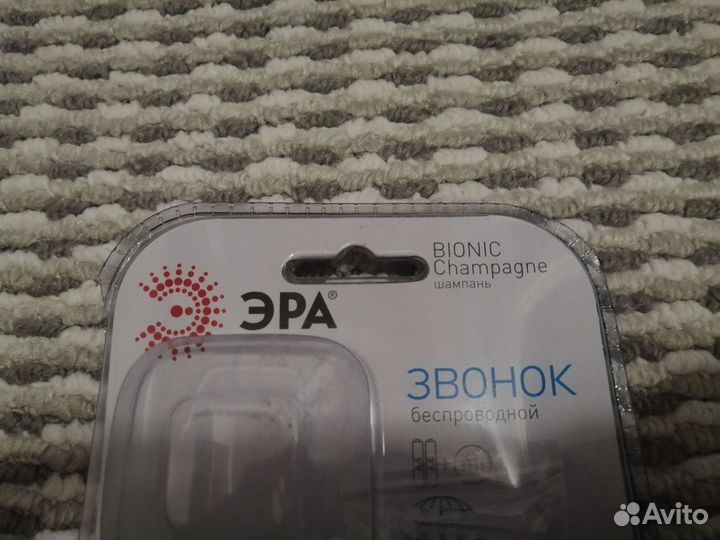 BIONIC
Champagne
шампань
ЭРА®
ЗВОНОК
беспроводной
Avito